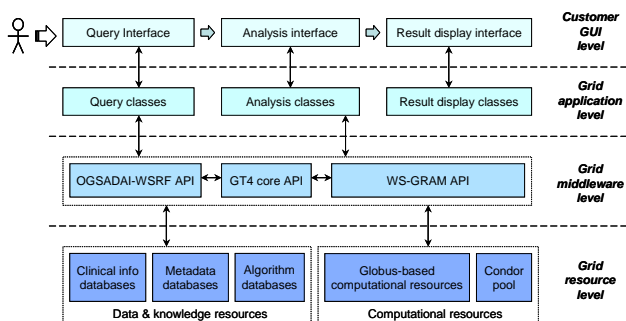 Query Interface
Analysis interface
Result display interface
Customer
GUI
level
Query classes
Analysis classes
Result display classes
Grid
application
level
OGSADAI-WSRF API
GT4 core API
WS-GRAM API
Grid
middleware
level
Clinical info
databases
Metadata
databases
Algorithm
databases
Globus-based
computational resources
Condor
pool
Grid
resource
level
Data & knowledge resources
Computational resources